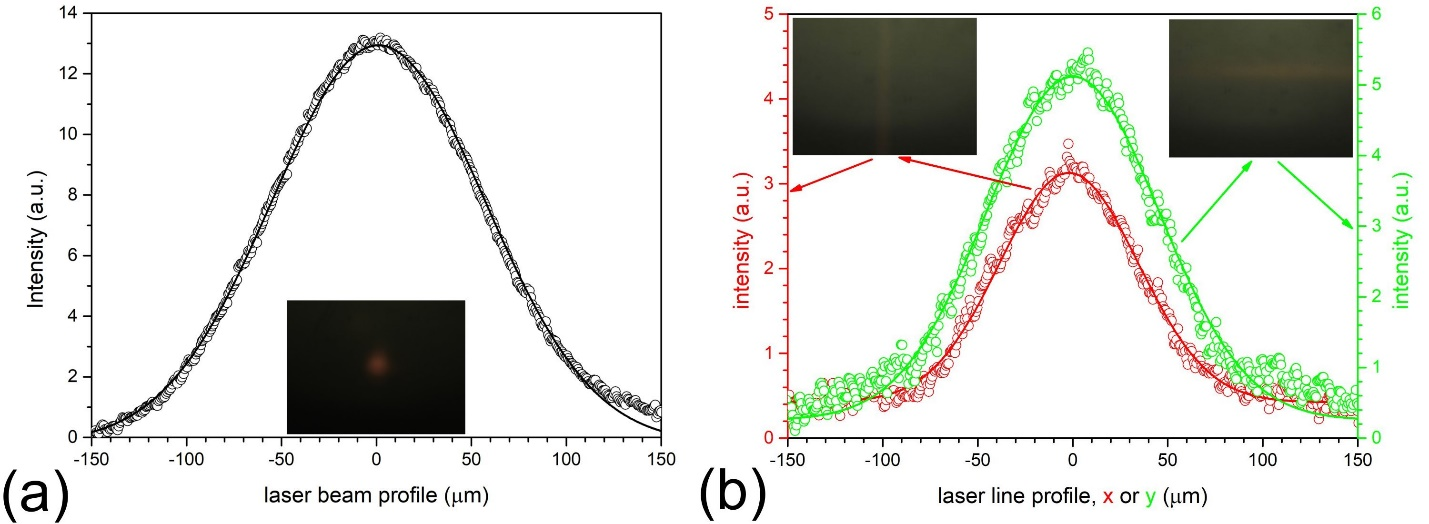 14
12
10
8
6
4
2
0
Intensity (a.u.)
-150 -100 -50 0 50 100 150
laser beam profile (μm)
(a)
5
4
3
2
1
0
intensity (a.u.)
6
5
4
3
2
1
0
intensity (a.u.)
-150 -100 -50 0 50 100 150
laser line profile, x or y (μm)
(b)